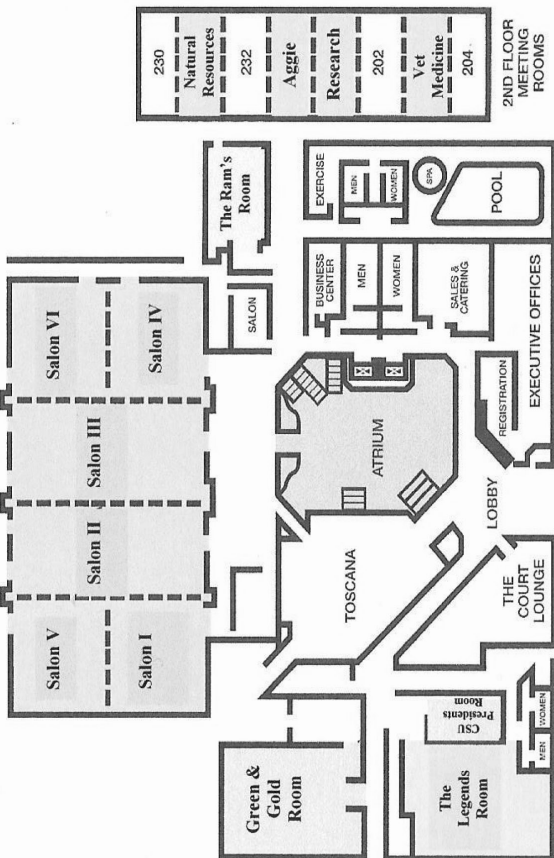 230
Natural
Resources
232
Aggie
Research
202
Vet
Medicine
204
2ND FLOOR
MEETING
ROOMS
Salon VI
Salon IV
Salon III
Salon II
Salon V
Salon I
The Ram's
Room
SALON
EXERCISE
MEN
WOMEN
SPA
POOL
BUSINESS
CENTER
MEN
WOMEN
SALES &
CATERING
EXECUTIVE OFFICES
REGISTRATION
ATRIUM
LOBBY
TOSCANA
THE
COURT
LOUNGE
Green &
Gold
Room
CSU
Presidents
Room
The
Legends
Room
MEN
WOMEN